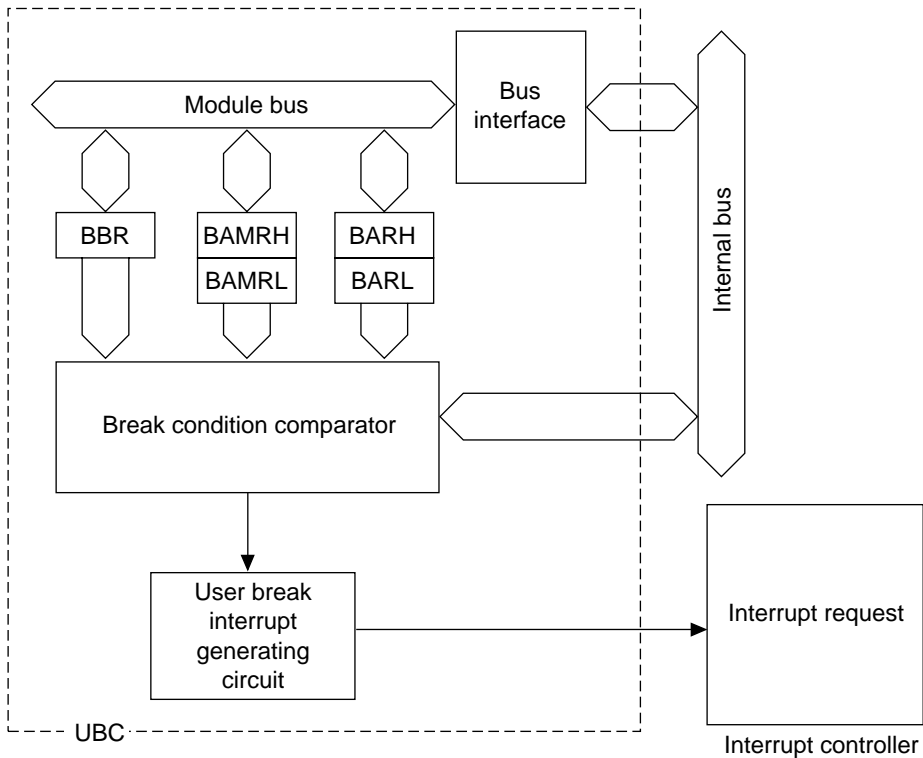 Module bus
Bus
interface
BBR
BAMRH
BARH
BAMRL
BARL
Internal bus
Break condition comparator
User break
interrupt
generating
circuit
Interrupt request
UBC
Interrupt controller